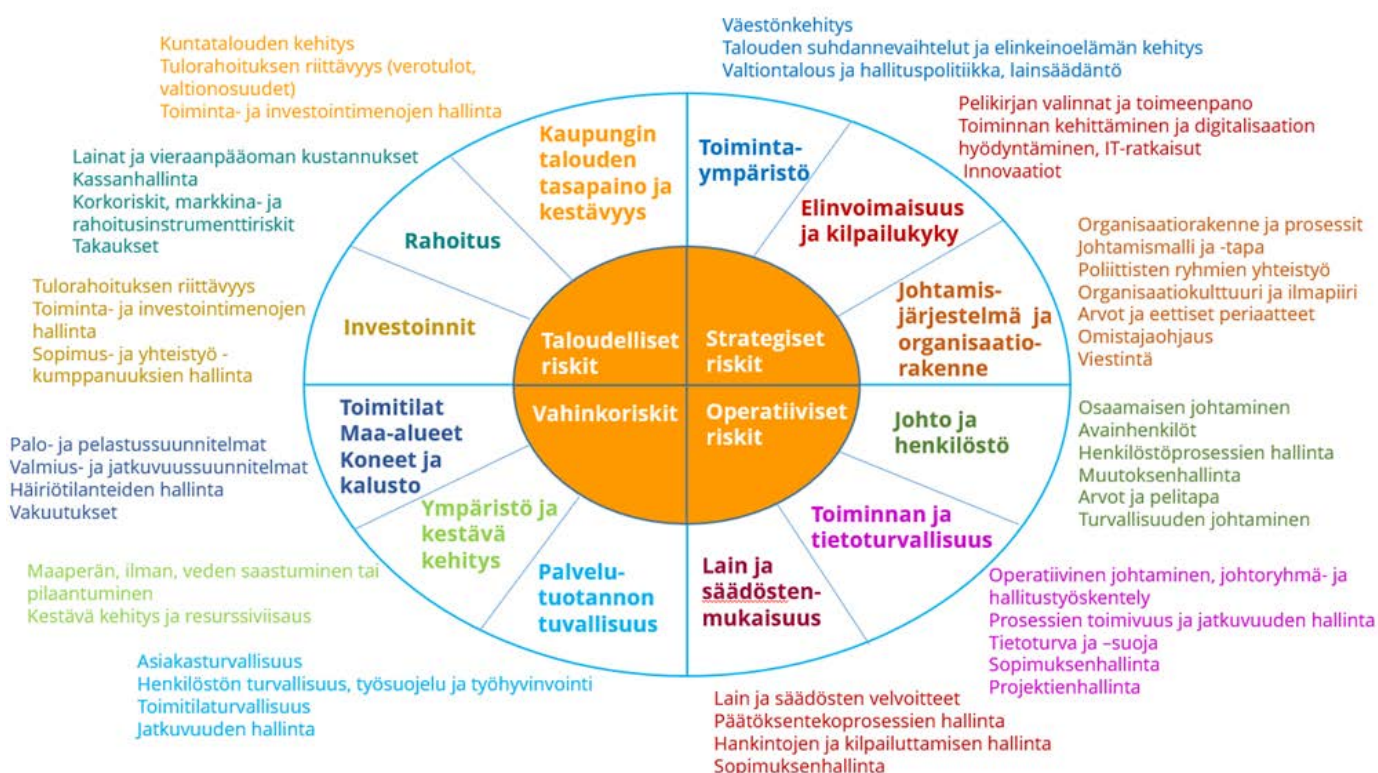 Väestönkehitys
Talouden suhdannevaihtelut ja elinkeinoelämän kehitys
Valtiontalous ja hallituspolitiikka, lainsäädäntö
Kuntatalouden kehitys
Tulorahoituksen riittävyys (verotulot,
valtionosuudet)
Toiminta- ja investointimenojen hallinta
Pelikirjan valinnat ja toimeenpano
Toiminnan kehittäminen ja digitalisaation
hyödyntäminen, IT-ratkaisut
Innovaatiot
Kaupungin
talouden
tasapaino ja
kestävyys
Toiminta-
ympäristö
Lainat ja vieraanpääoman kustannukset
Kassanhallinta
Korkoriskit, markkina- ja
rahoitusinstrumenttiriskit
Takaukset
Rahoitus
Elinvoimaisuus
ja kilpailukyky
Organisaatiorakenne ja prosessit
Johtamismalli ja -tapa
Poliittisten ryhmien yhteistyö
Organisaatiokulttuuri ja ilmapiiri
Arvot ja eettiset periaatteet
Omistajaohjaus
Viestintä
Tulorahoituksen riittävyys
Toiminta- ja investointimenojen
hallinta
Sopimus- ja yhteistyö -
kumppanuuksien hallinta
Investoinnit
Taloudelliset
riskit
Strategiset
riskit
Johtamis-
järjestelmä ja
organisaatio-
rakenne
Toimitilat
Maa-alueet
Koneet ja
kalusto
Vahinkoriskit
Operatiiviset
riskit
Johto ja
henkilöstö
Osaamaisen johtaminen
Avainhenkilöt
Henkilöstöprosessien hallinta
Muutoksenhallinta
Arvot ja pelitapa
Turvallisuuden johtaminen
Palo- ja pelastussuunnitelmat
Valmius- ja jatkuvuussuunnitelmat
Häiriötilanteiden hallinta
Vakuutukset
Ympäristö ja
kestävä
kehitys
Toiminnan ja
tietoturvallisuus
Maaperän, ilman, veden saastuminen tai
pilaantuminen
Kestävä kehitys ja resurssiviisaus
Palvelu-
tuotannon
tuvallisuus
Lain ja
säädösten-
mukaisuus
Operatiivinen johtaminen, johtoryhmä- ja
hallitustyöskentely
Prosessien toimivuus ja jatkuvuuden hallinta
Tietoturva ja –suoja
Sopimuksenhallinta
Projektienhallinta
Asiakasturvallisuus
Henkilöstön turvallisuus, työsuojelu ja työhyvinvointi
Toimitilaturvallisuus
Jatkuvuuden hallinta
Lain ja säädösten velvoitteet
Päätöksentekoprosessien hallinta
Hankintojen ja kilpailuttamisen hallinta
Sopimuksenhallinta